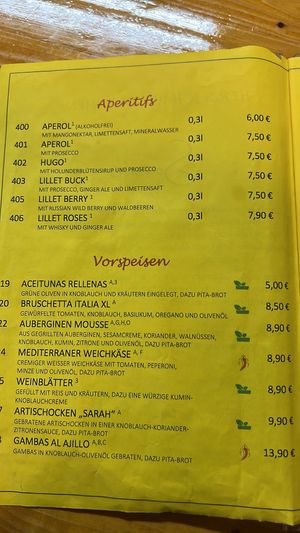 Aperitifs
400 APEROL¹ (ALKOHOLFREI) 0,3l 6,00 €
MIT MANGONEKTAR, LIMETTENSAFT, MINERALWASSER
401 APEROL¹ 0,3l 7,50 €
MIT PROSECCO
402 HUGO¹ 0,3l 7,50 €
MIT HOLUNDERBLÜTENSIRUP UND PROSECCO
403 LILLET BUCK¹ 0,3l 7,50 €
MIT PROSECCO, GINGER ALE UND LIMETTSAFT
405 LILLET BERRY¹ 0,3l 7,50 €
MIT RUSSIAN WILD BERRY UND WALDBEEREN
406 LILLET ROSES¹ 0,3l 7,90 €
MIT WHISKY UND GINGER ALE
Vorspeisen
19 ACEITUNAS RELLENAS A,3 5,00 €
GRÜNE OLIVEN IN KNOBLAUCH UND KRÄUTERN EINGELEGT, DAZU PITA-BROT
20 BRUSCHETTA ITALIA XL A 8,50 €
GEWÜRFELTE TOMATEN, KNOBLAUCH, BASILIKUM, OREGANO UND OLIVENÖL
22 AUBERGINEN MOUSSE A,G,H,O 8,90 €
AUS GEGRILLTEN AUBERGINEN, SESAMCREME, KORIANDER, WALNÜSSEN,
KNOBLAUCH, KUMIN, ZITRONE UND OLIVENÖL, DAZU PITA-BROT
4 MEDITERRANER WEICHKÄSE A, F 8,90 €
CREMIGER WEISSER WEICHKÄSE MIT TOMATEN, PEPERONI,
MINZE UND OLIVENÖL, DAZU PITA-BROT
5 WEINBLÄTTER 3 8,90 €
GEFÜLLT MIT REIS UND KRÄUTERN, DAZU EINE WÜRZIGE KUMIN-
KNOBLAUCHCREME
7 ARTISCHOCKEN „SARAH“ A 9,90 €
GEBRATENE ARTISCHOCKEN IN EINER KNOBLAUCH-KORIANDER-
ZITRONENSAUCE, DAZU PITA-BROT
GAMBAS AL AJILLO A,B,C 13,90 €
GAMBAS IN KNOBLAUCH-OLIVENÖL GEBRATEN, DAZU PITA-BROT